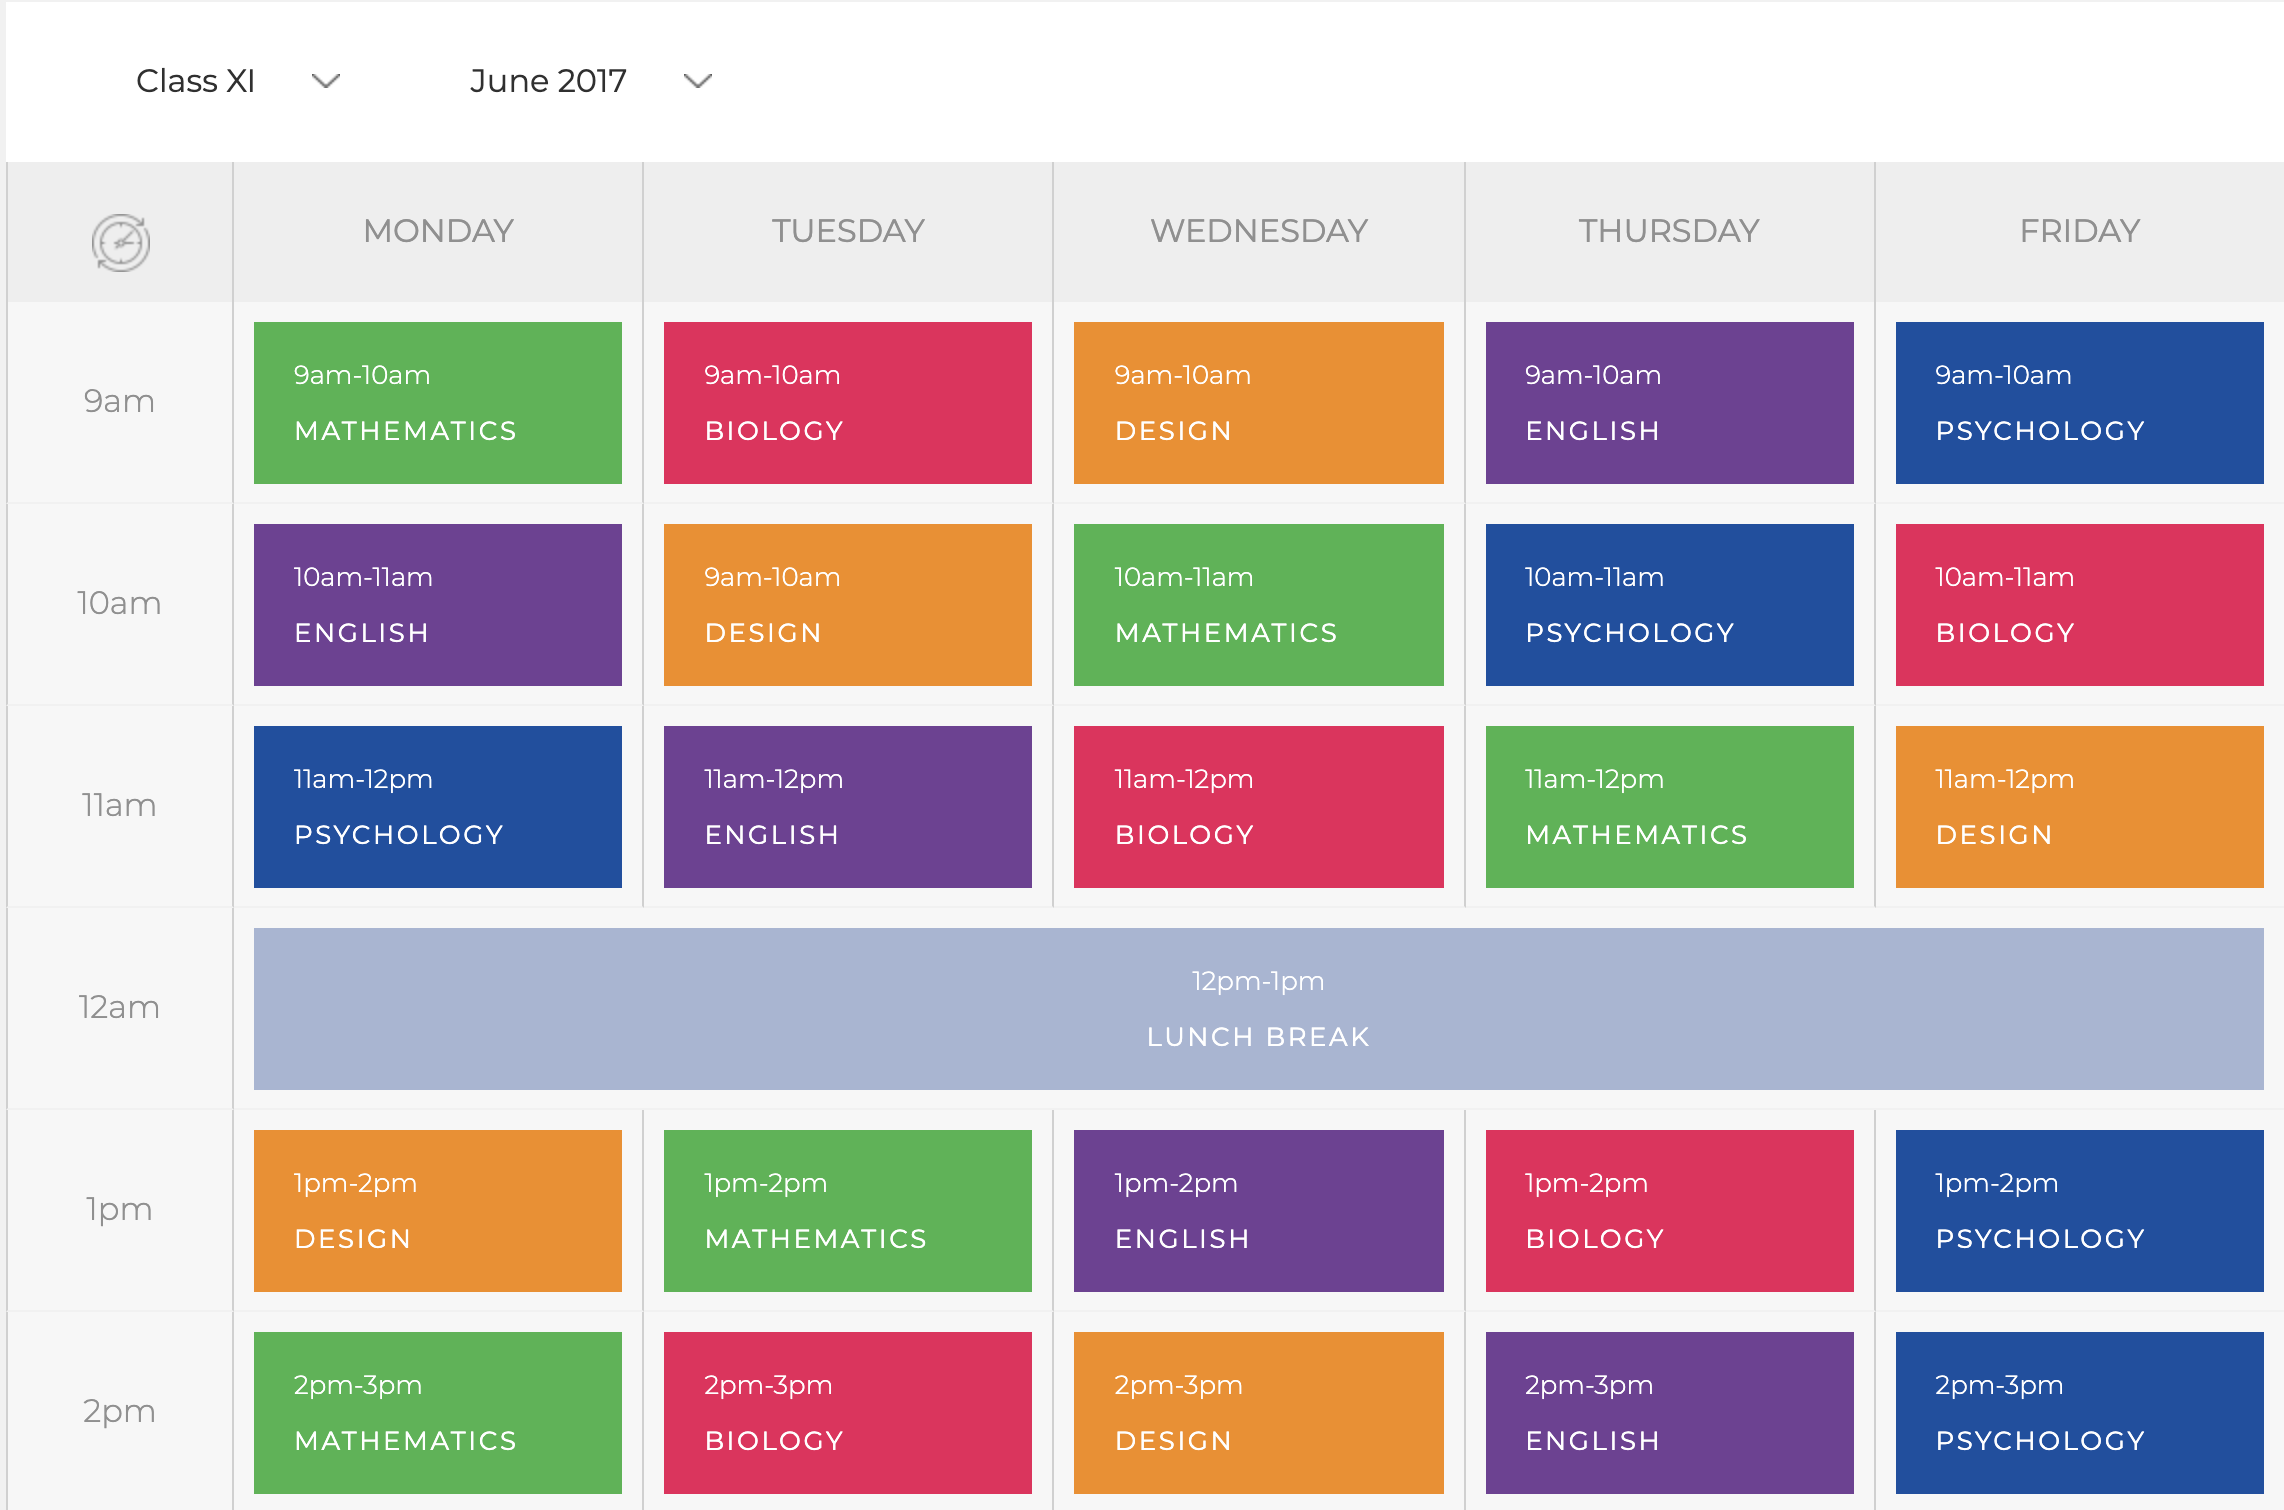 Class XI
June 2017
MONDAY TUESDAY WEDNESDAY THURSDAY FRIDAY
9am
9am-10am
MATHEMATICS
9am-10am
BIOLOGY
9am-10am
DESIGN
9am-10am
ENGLISH
9am-10am
PSYCHOLOGY
10am
10am-11am
ENGLISH
9am-10am
DESIGN
10am-11am
MATHEMATICS
10am-11am
PSYCHOLOGY
10am-11am
BIOLOGY
11am
11am-12pm
PSYCHOLOGY
11am-12pm
ENGLISH
11am-12pm
BIOLOGY
11am-12pm
MATHEMATICS
11am-12pm
DESIGN
12am
12pm-1pm
LUNCH BREAK
1pm
1pm-2pm
DESIGN
1pm-2pm
MATHEMATICS
1pm-2pm
ENGLISH
1pm-2pm
BIOLOGY
1pm-2pm
PSYCHOLOGY
2pm
2pm-3pm
MATHEMATICS
2pm-3pm
BIOLOGY
2pm-3pm
DESIGN
2pm-3pm
ENGLISH
2pm-3pm
PSYCHOLOGY